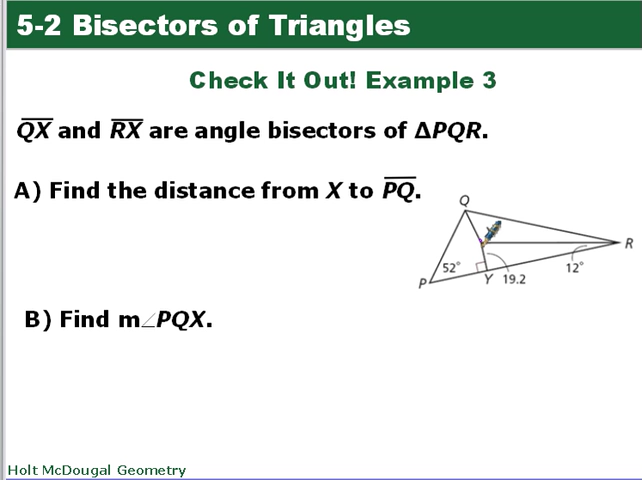 5-2 Bisectors of Triangles
Check It Out! Example 3
QX and RX are angle bisectors of ΔPQR.
A) Find the distance from X to PQ.
Q
R
52°
12°
P
Y
19.2
B) Find m∠PQX.
Holt McDougal Geometry